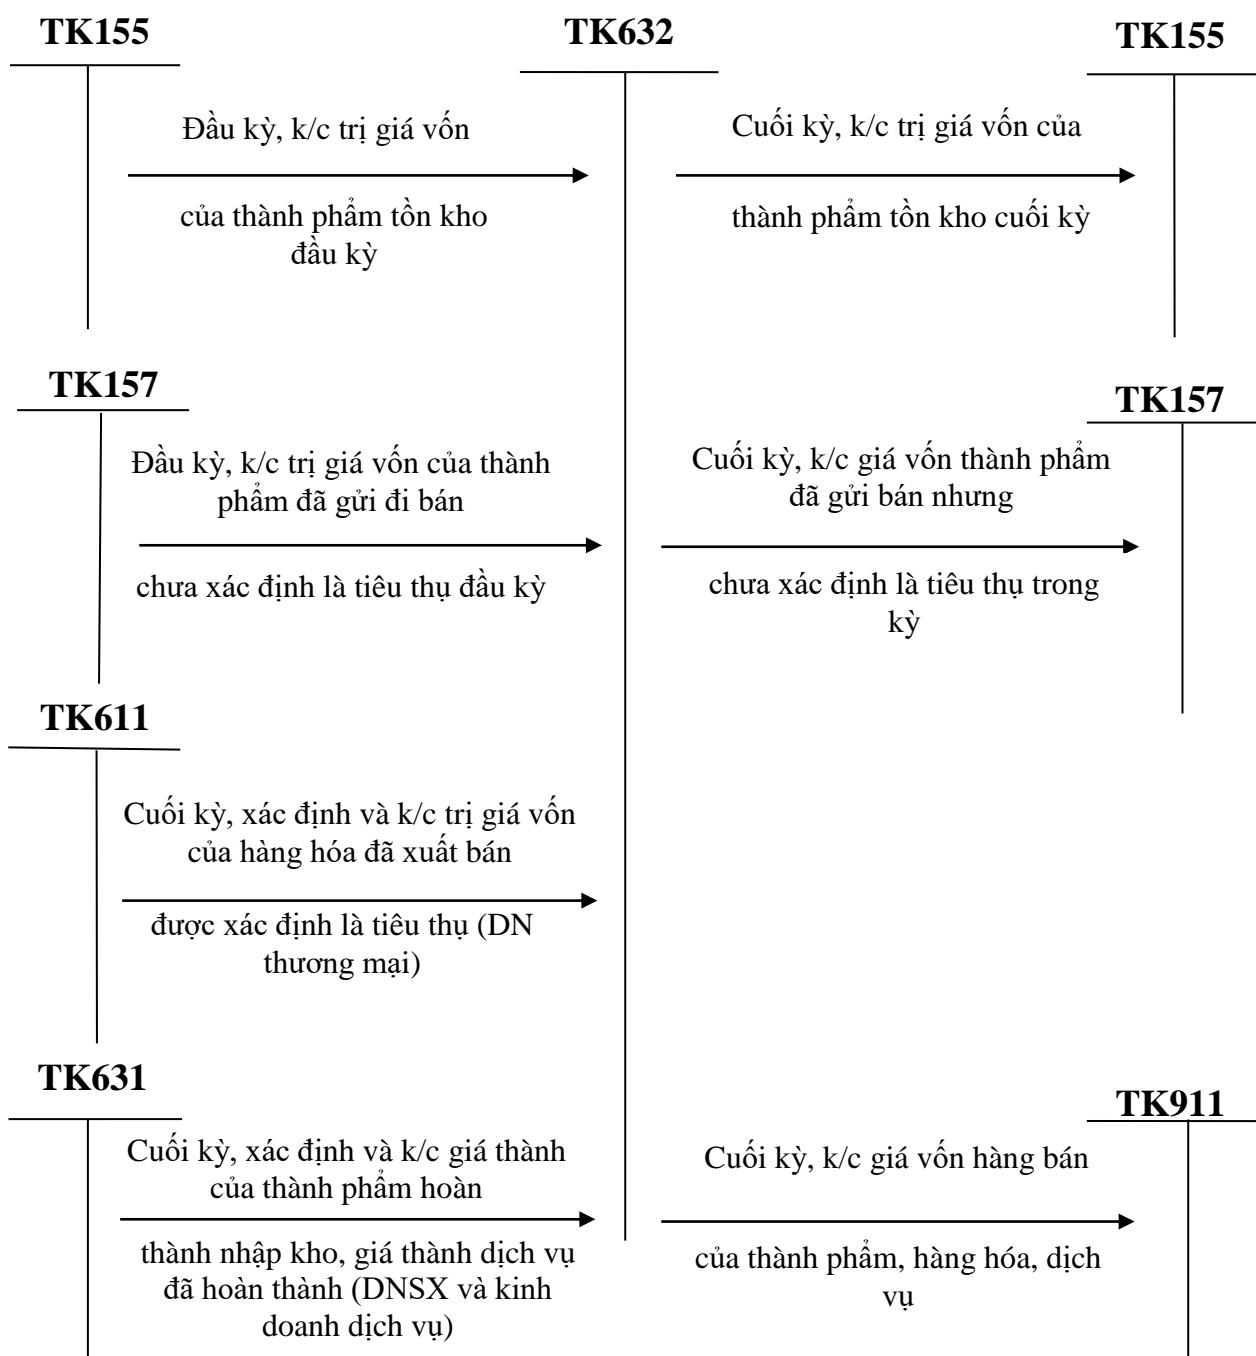 TK155
TK632
TK155
Đầu kỳ, k/c trị giá vốn
của thành phẩm tồn kho
đầu kỳ
Cuối kỳ, k/c trị giá vốn của
thành phẩm tồn kho cuối kỳ
TK157
TK157
Đầu kỳ, k/c trị giá vốn của thành
phẩm đã gửi đi bán
chưa xác định là tiêu thụ đầu kỳ
Cuối kỳ, k/c giá vốn thành phẩm
đã gửi bán nhưng
chưa xác định là tiêu thụ trong
kỳ
TK611
Cuối kỳ, xác định và k/c trị giá vốn
của hàng hóa đã xuất bán
được xác định là tiêu thụ (DN
thương mại)
TK631
TK911
Cuối kỳ, xác định và k/c giá thành
của thành phẩm hoàn
thành nhập kho, giá thành dịch vụ
đã hoàn thành (DNSX và kinh
doanh dịch vụ)
Cuối kỳ, k/c giá vốn hàng bán
của thành phẩm, hàng hóa, dịch
vụ